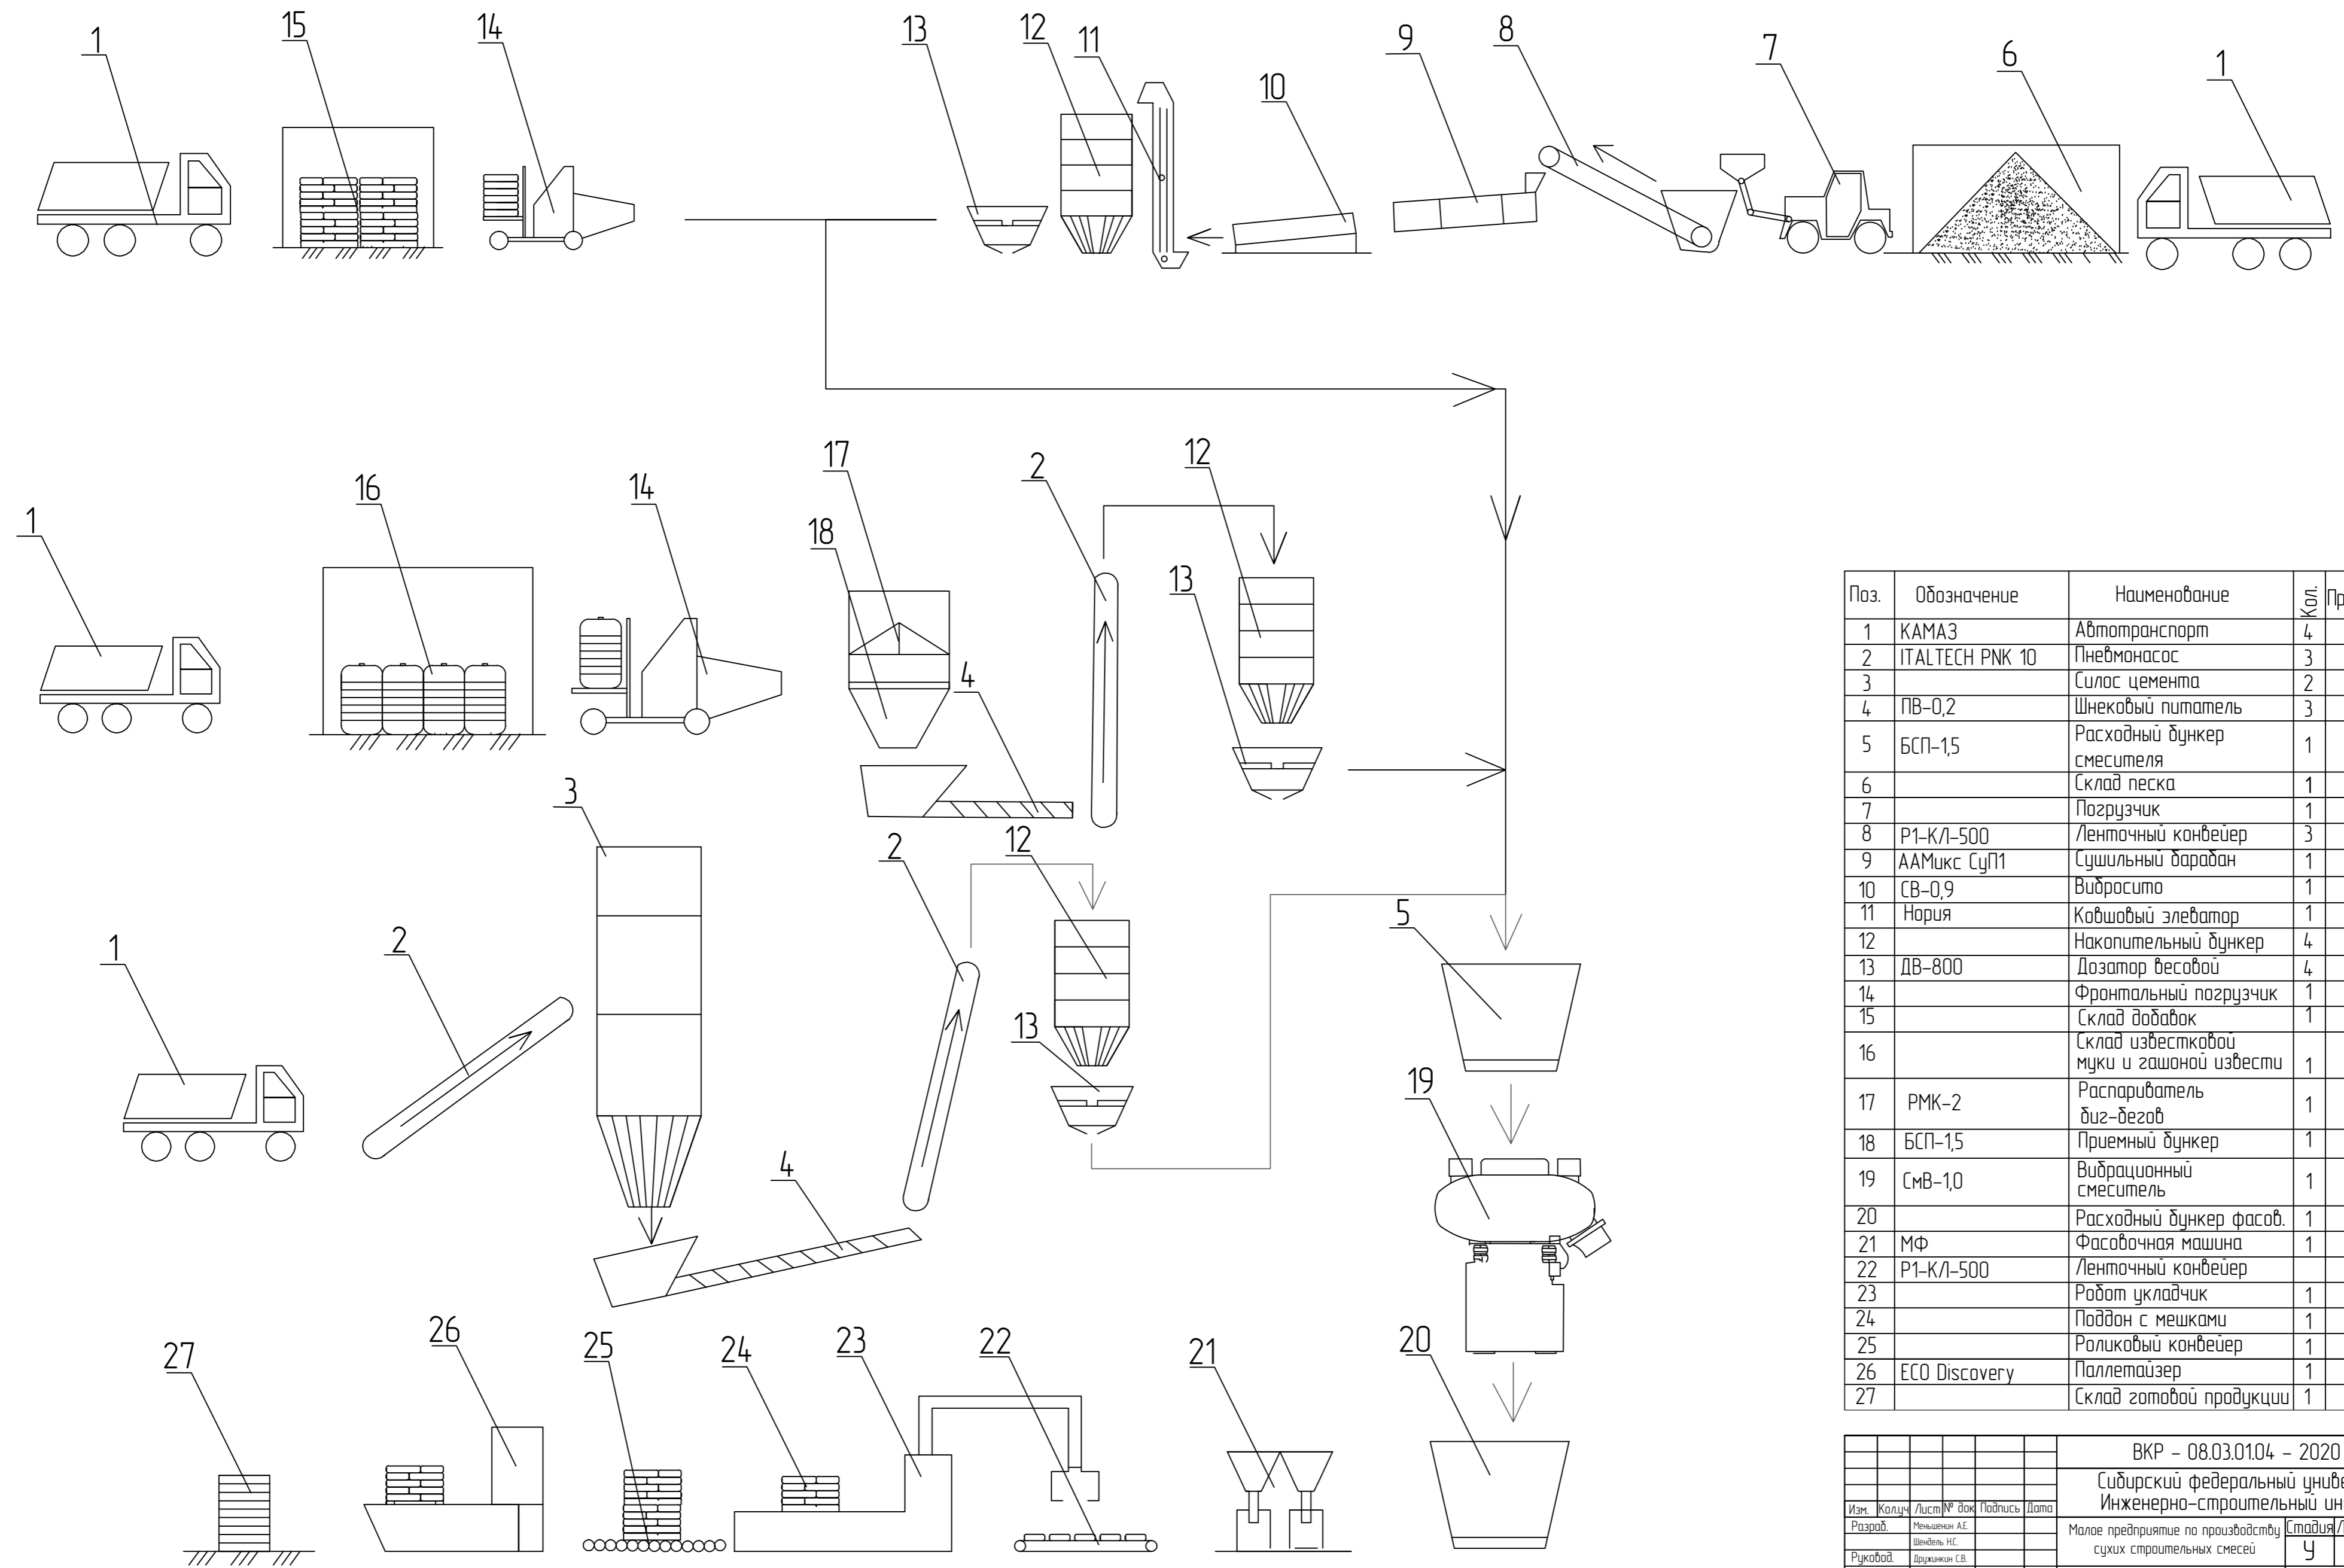 1
15
14
13
12
11
10
9
8
7
6
1
1
16
14
17
18
4
2
12
13
3
1
2
2
12
13
4
5
19
20
27
26
25
24
23
22
21
Поз. Обозначение Наименование Кол. Пр
1 КАМАЗ Автотранспорт 4
2 ITALTECH PNK 10 Пневмонасос 3
3 Силос цемента 2
4 ПВ-0,2 Шнековый питатель 3
5 БСП-1,5 Расходный бункер
смесителя 1
6 Склад песка 1
7 Погрузчик 1
8 Р1-КЛ-500 Ленточный конвейер 3
9 ААМикс СуП1 Сушильный барабан 1
10 СВ-0,9 Вибросито 1
11 Нория Ковшовый элеватор 1
12 Накопительный бункер 4
13 ДВ-800 Дозатор весовой 4
14 Фронтальный погрузчик 1
15 Склад добавок 1
16 Склад известковой
муки и гашоной извести 1
17 РМК-2 Распариватель
биг-бегов 1
18 БСП-1,5 Приемный бункер 1
19 СмВ-1,0 Вибрационный
смеситель 1
20 Расходный бункер фасов. 1
21 МФ Фасовочная машина 1
22 Р1-КЛ-500 Ленточный конвейер
23 Робот укладчик 1
24 Поддон с мешками 1
25 Роликовый конвейер 1
26 ECO Discovery Паллетайзер 1
27 Склад готовой продукции 1
ВКР - 08.03.01.04 - 2020
Сибирский федеральный униве
Инженерно-строительный ин
Изм. Кол.уч Лист № док Подпись Дата
Разраб. Меньшенин А.Е.
Шендель Н.С.
Руковод. Дружинкин С.В.
Малое предприятие по производству
сухих строительных смесей
Стадия Л
У